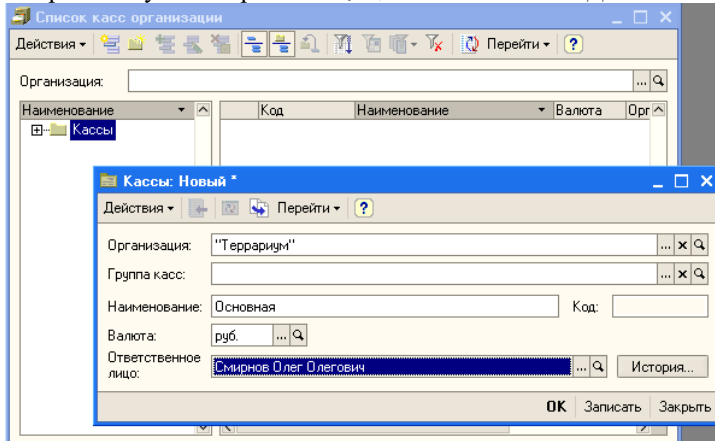 Список касс организации
Действия Перейти ?
Организация: ...
Наименование Код Наименование Валюта Орг
Кассы
Кассы: Новый *
Действия Перейти ?
Организация: "Террариум" ...
Группа касс: ...
Наименование: Основная Код:
Валюта: руб. ...
Ответственное
лицо: Смирнов Олег Олегович ... История...
OK Записать Закрыть